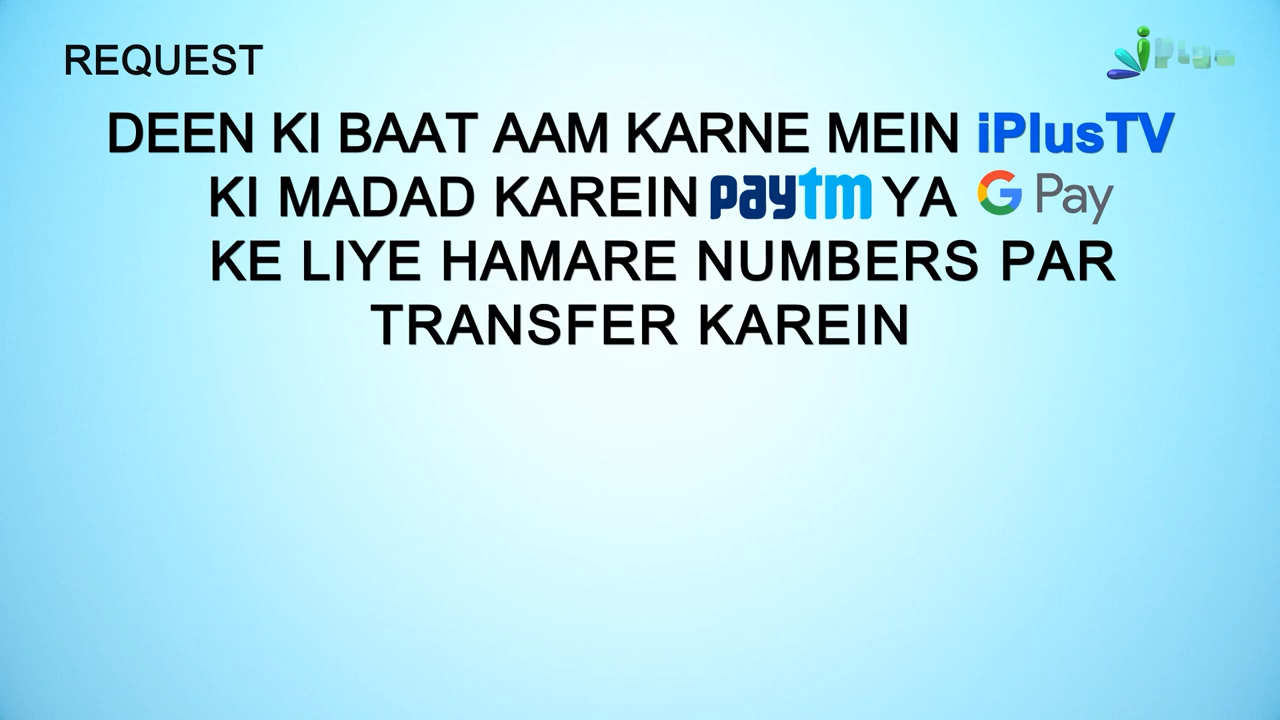 REQUEST
DEEN KI BAAT AAM KARNE MEIN iPlusTV
KI MADAD KAREIN paytm YA G Pay
KE LIYE HAMARE NUMBERS PAR
TRANSFER KAREIN